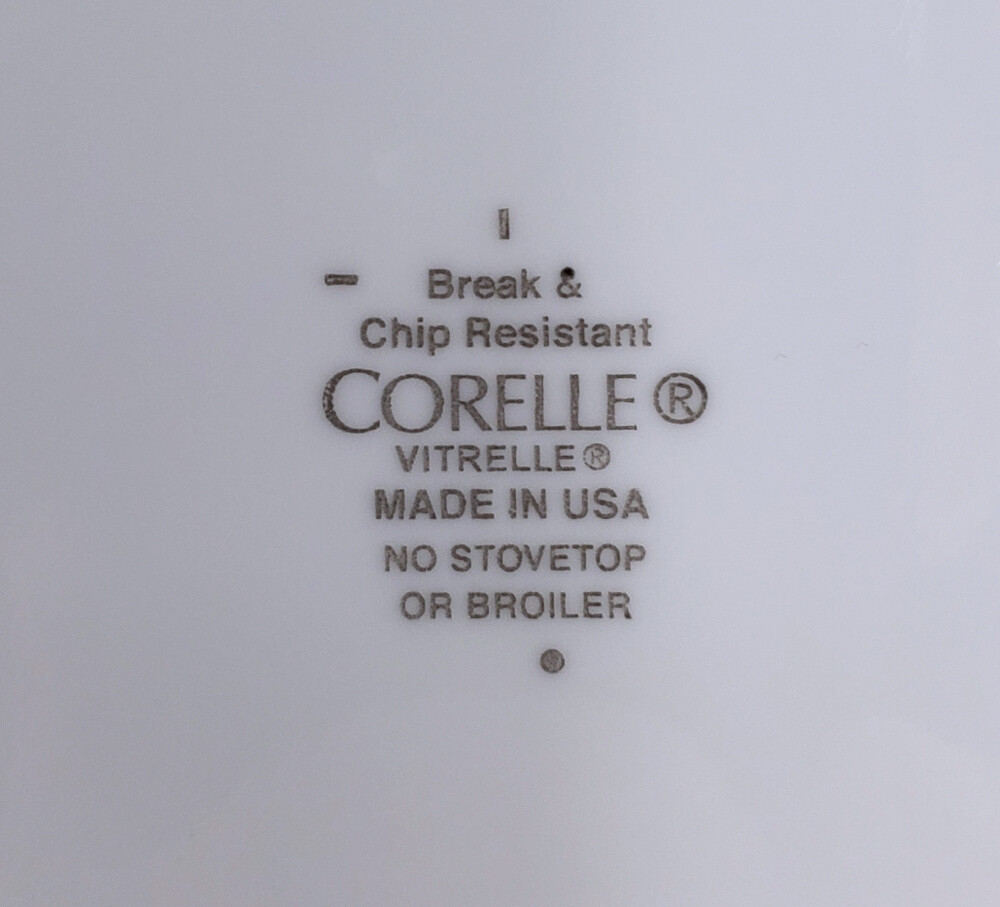 Break &
Chip Resistant
CORELLE®
VITRELLE®
MADE IN USA
NO STOVETOP
OR BROILER